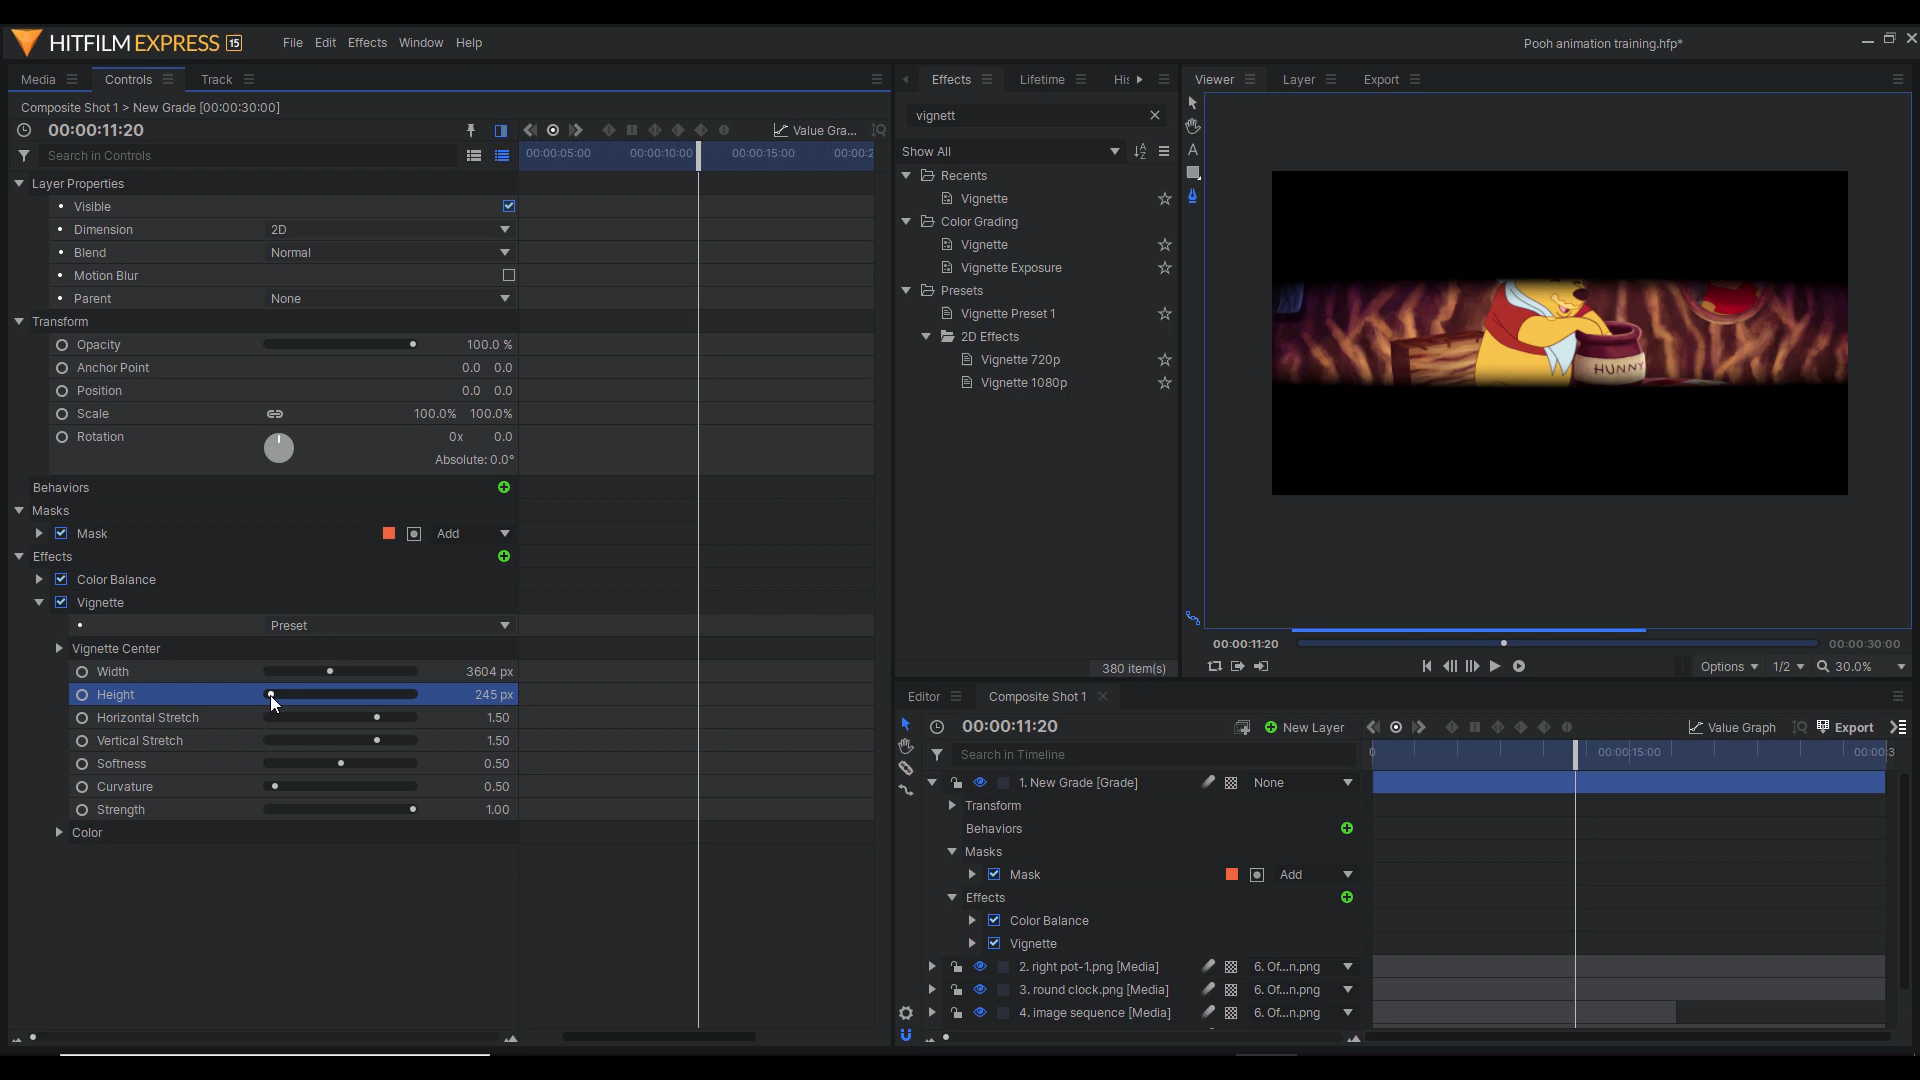 HITFILM EXPRESS 15
File Edit Effects Window Help
Pooh animation training.hfp*
Media
Controls
Track
Composite Shot 1 > New Grade [00:00:30:00]
00:00:11:20
Value Gra...
Search in Controls
00:00:05:00
00:00:10:00
00:00:15:00
00:00:2
Layer Properties
Visible
Dimension 2D
Blend Normal
Motion Blur
Parent None
Transform
Opacity 100.0 %
Anchor Point 0.0 0.0
Position 0.0 0.0
Scale 100.0% 100.0%
Rotation 0x 0.0
Absolute: 0.0°
Behaviors
Masks
Mask Add
Effects
Color Balance
Vignette
Preset
Vignette Center
Width 3604 px
Height 245 px
Horizontal Stretch 1.50
Vertical Stretch 1.50
Softness 0.50
Curvature 0.50
Strength 1.00
Color
Effects
Lifetime
His
vignett
Show All
Recents
Vignette
Color Grading
Vignette
Vignette Exposure
Presets
Vignette Preset 1
2D Effects
Vignette 720p
Vignette 1080p
380 item(s)
Viewer
Layer
Export
A
HUNNY
00:00:11:20
00:00:30:00
Options
1/2
30.0%
Editor
Composite Shot 1
00:00:11:20
New Layer
Value Graph
Export
Search in Timeline
0
00:00:15:00
00:00:3
1. New Grade [Grade] None
Transform
Behaviors
Masks
Mask Add
Effects
Color Balance
Vignette
2. right pot-1.png [Media] 6. Of...n.png
3. round clock.png [Media] 6. Of...n.png
4. image sequence [Media] 6. Of...n.png